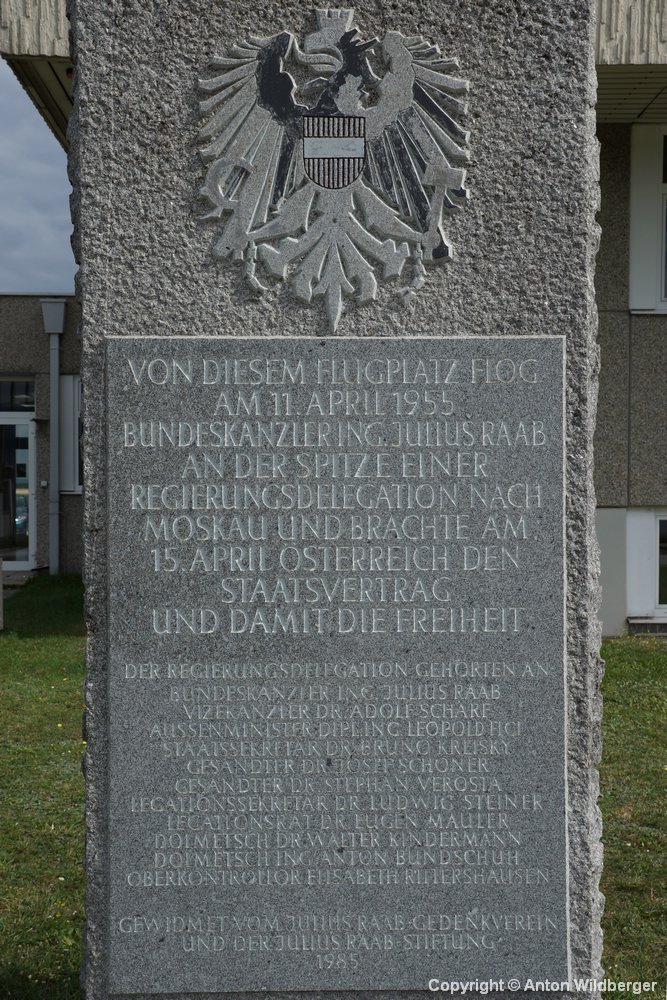 VON DIESEM FLUGPLATZ FLOG
AM 11. APRIL 1955
BUNDESKANZLER ING. JULIUS RAAB
AN DER SPITZE EINER
REGIERUNGSDELEGATION NACH
MOSKAU UND BRACHTE AM
15. APRIL ÖSTERREICH DEN
STAATSVERTRAG
UND DAMIT DIE FREIHEIT
DER REGIERUNGSDELEGATION GEHÖRTEN AN
BUNDESKANZLER ING. JULIUS RAAB
VIZEKANZLER DR. ADOLF SCHÄRF
AUSSENMINISTER DIPL.ING. LEOPOLD FIGL
STAATSSEKRETÄR DR. BRUNO KREISKY
GESANDTER DR. JOSEF SCHÖNER
GESANDTER DR. STEPHAN VEROSTA
LEGATIONSSEKRETÄR DR. LUDWIG STEINER
LEGATIONSRAT DR. EUGEN MAULER
DOLMETSCH DR. WALTER KINDERMANN
DOLMETSCH ING. ANTON BUNDSCHUH
OBERKONTROLLOR ELISABETH RITTERSHAUSEN
GEWIDMET VOM JULIUS RAAB-GEDENKVEREIN
UND DER JULIUS RAAB-STIFTUNG
1985
Copyright © Anton Wildberger